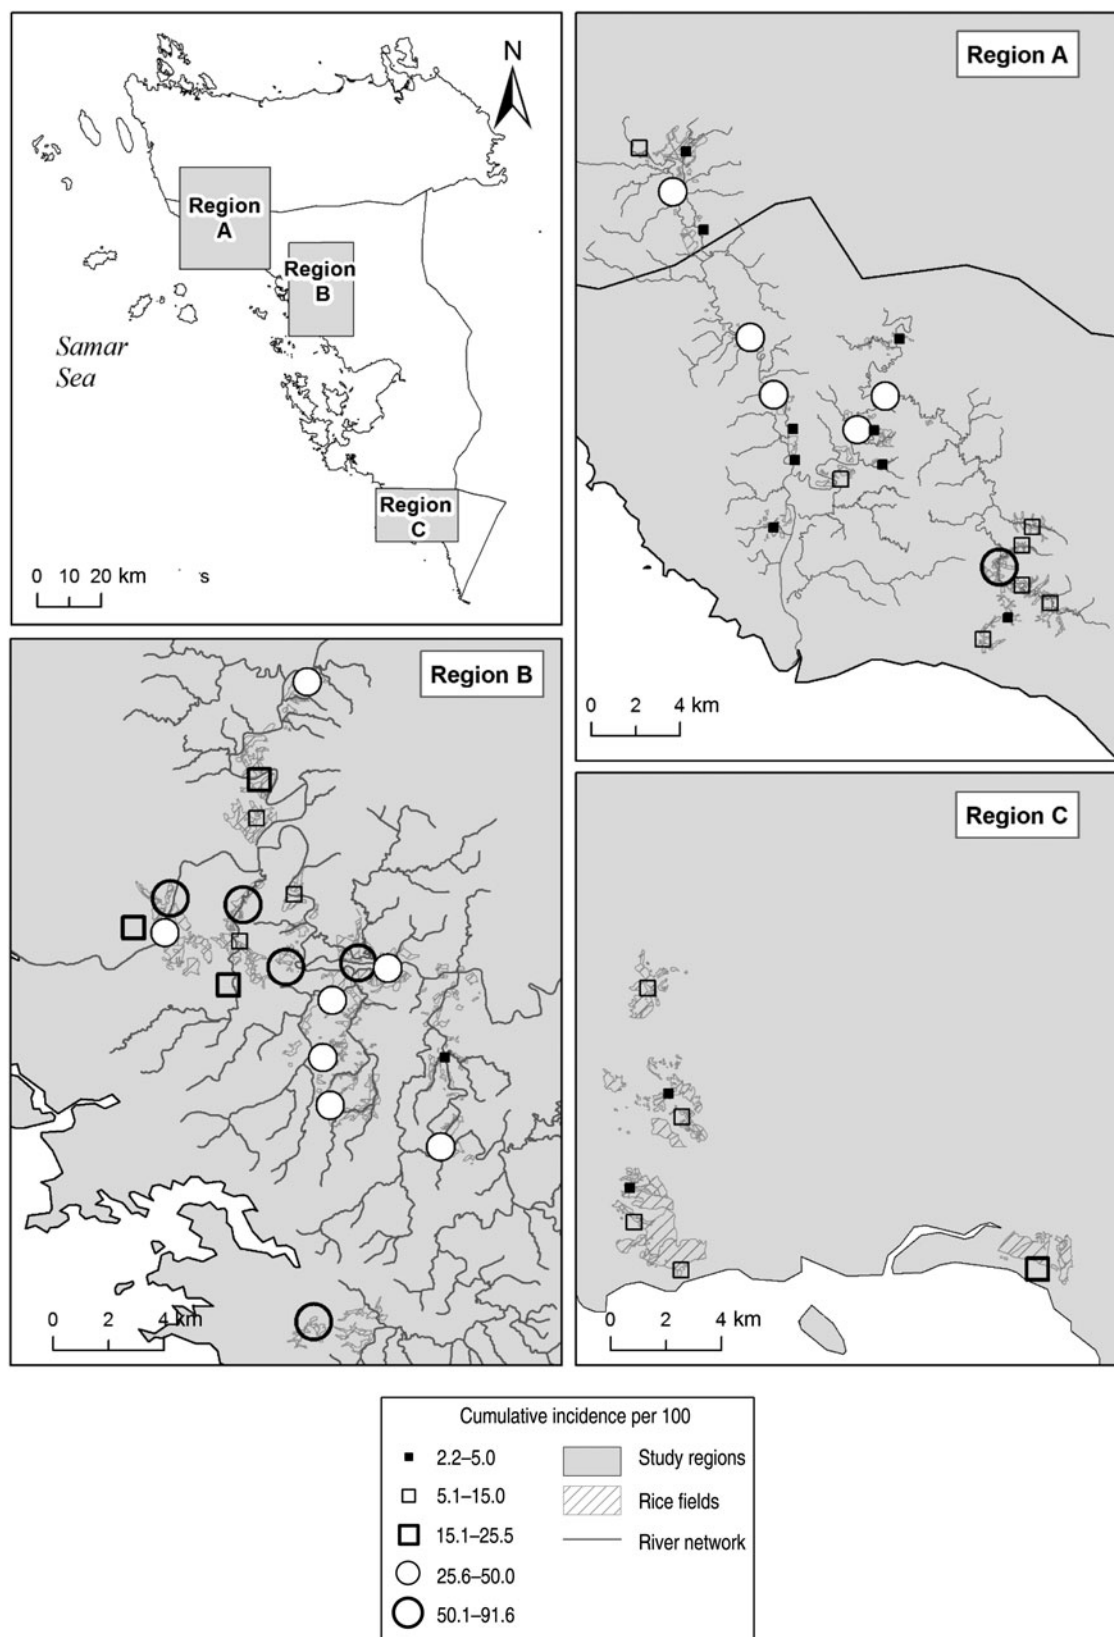 N
Region
A
Region
B
Samar
Sea
Region
C
0 10 20 km
s
Region A
0 2 4 km
Region B
0 2 4 km
Region C
0 2 4 km
Cumulative incidence per 100
2.2–5.0
5.1–15.0
15.1–25.5
25.6–50.0
50.1–91.6
Study regions
Rice fields
River network